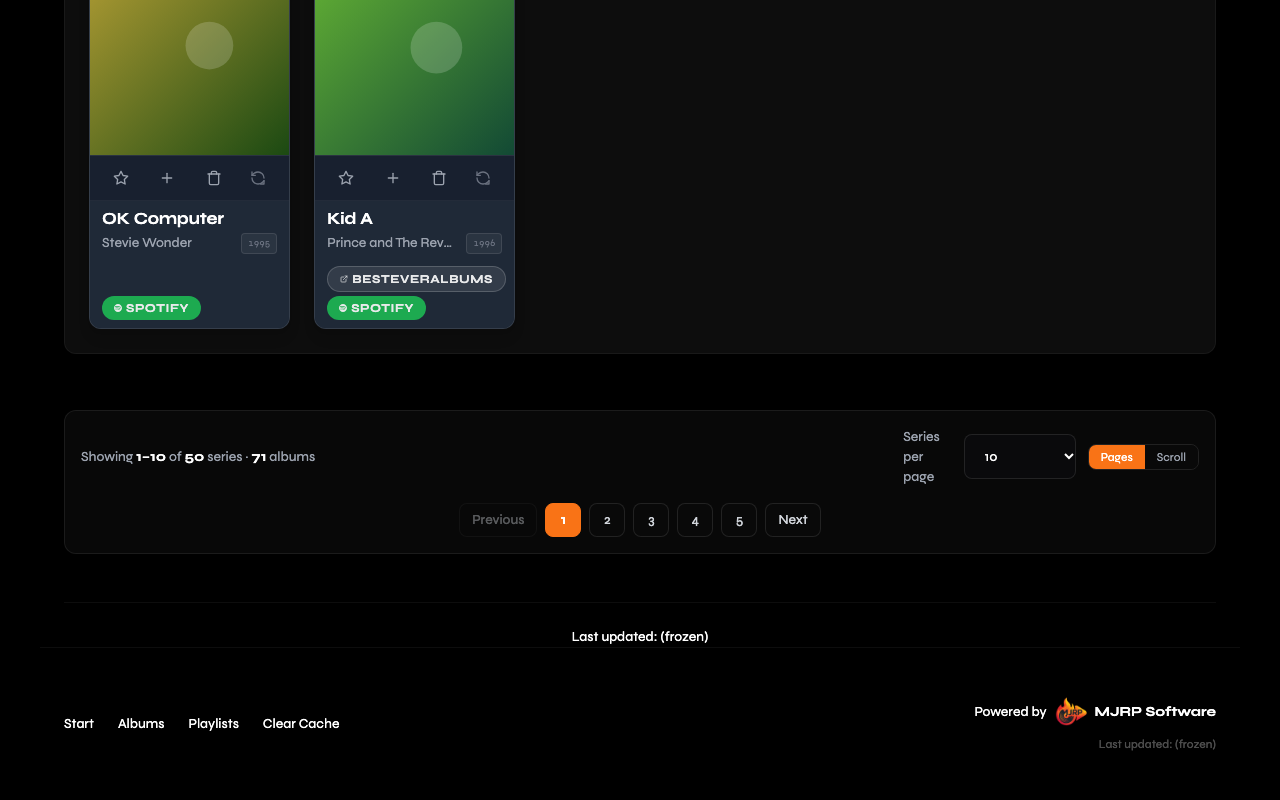 OK Computer
Stevie Wonder 1995
SPOTIFY
Kid A
Prince and The Rev... 1996
BESTEVERALBUMS
SPOTIFY
Showing 1–10 of 50 series · 71 albums
Series
per
page
10
Pages Scroll
Previous 1 2 3 4 5 Next
Last updated: (frozen)
Start Albums Playlists Clear Cache
Powered by MJRP MJRP Software
Last updated: (frozen)